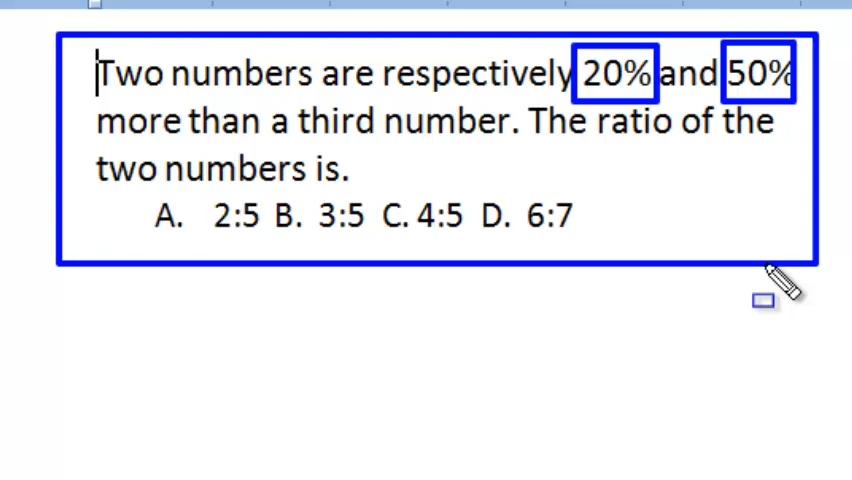 Two numbers are respectively 20% and 50%
more than a third number. The ratio of the
two numbers is.
A. 2:5 B. 3:5 C. 4:5 D. 6:7